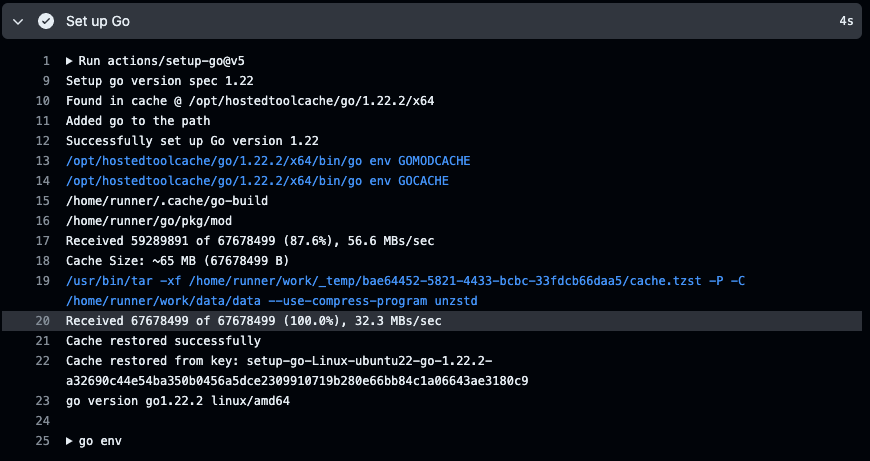 Set up Go 4s
1 Run actions/setup-go@v5
9 Setup go version spec 1.22
10 Found in cache @ /opt/hostedtoolcache/go/1.22.2/x64
11 Added go to the path
12 Successfully set up Go version 1.22
13 /opt/hostedtoolcache/go/1.22.2/x64/bin/go env GOMODCACHE
14 /opt/hostedtoolcache/go/1.22.2/x64/bin/go env GOCACHE
15 /home/runner/.cache/go-build
16 /home/runner/go/pkg/mod
17 Received 59289891 of 67678499 (87.6%), 56.6 MBs/sec
18 Cache Size: ~65 MB (67678499 B)
19 /usr/bin/tar -xf /home/runner/work/_temp/bae64452-5821-4433-bcbc-33fdcb66daa5/cache.tzst -P -C
/home/runner/work/data/data --use-compress-program unzstd
20 Received 67678499 of 67678499 (100.0%), 32.3 MBs/sec
21 Cache restored successfully
22 Cache restored from key: setup-go-Linux-ubuntu22-go-1.22.2-
a32690c44e54ba350b0456a5dce2309910719b280e66bb84c1a06643ae3180c9
23 go version go1.22.2 linux/amd64
24
25 go env